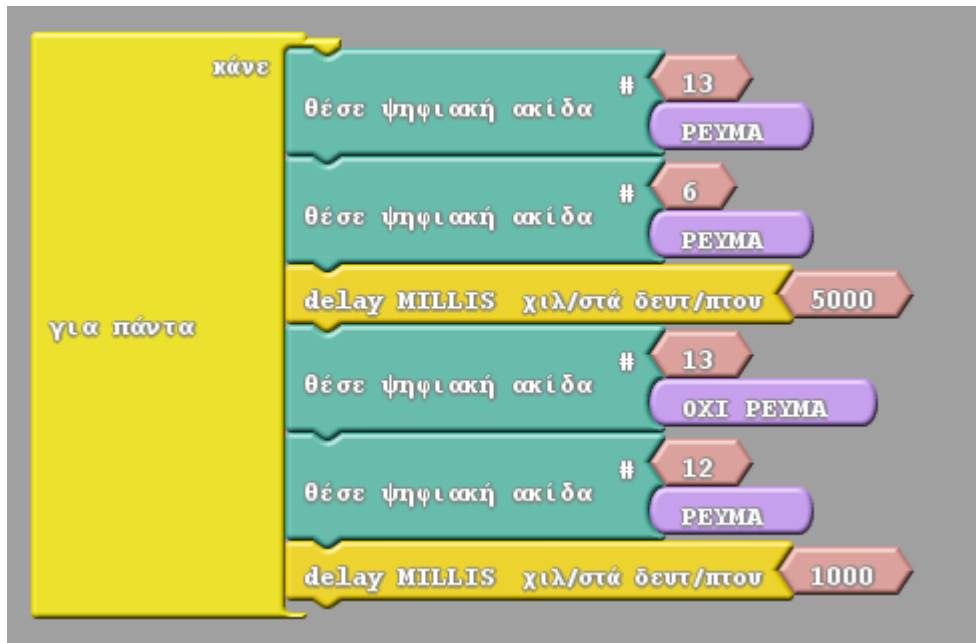 κάνε
# 13
θέσε ψηφιακή ακίδα
ΡΕΥΜΑ
# 6
θέσε ψηφιακή ακίδα
ΡΕΥΜΑ
delay MILLIS χιλ/στά δευτ/πτου 5000
για πάντα
# 13
θέσε ψηφιακή ακίδα
ΟΧΙ ΡΕΥΜΑ
# 12
θέσε ψηφιακή ακίδα
ΡΕΥΜΑ
delay MILLIS χιλ/στά δευτ/πτου 1000